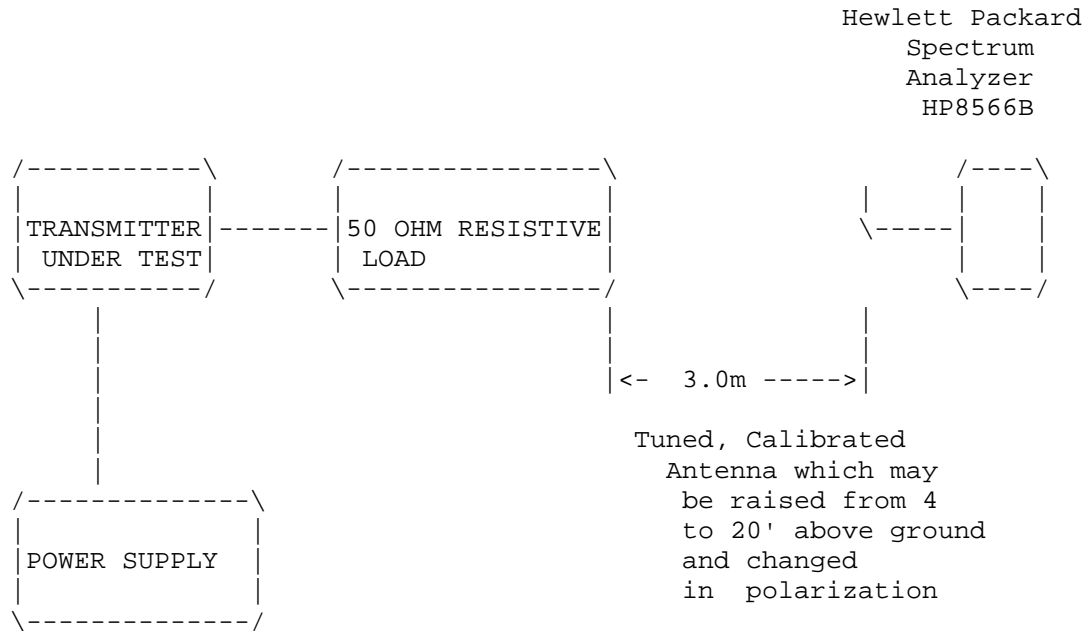 Hewlett Packard
Spectrum
Analyzer
HP8566B
TRANSMITTER
UNDER TEST
50 OHM RESISTIVE
LOAD
|<- 3.0m ----->|
Tuned, Calibrated
Antenna which may
be raised from 4
to 20' above ground
and changed
in polarization
POWER SUPPLY